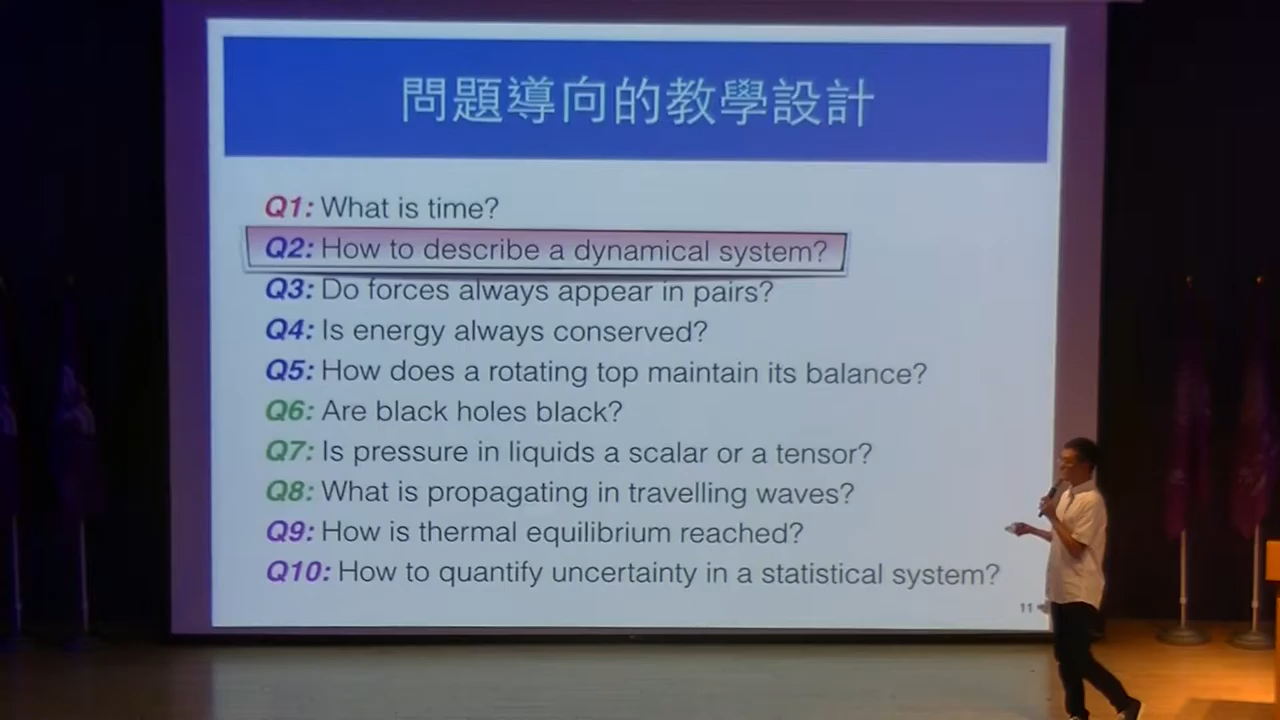 問題導向的教學設計
Q1: What is time?
Q2: How to describe a dynamical system?
Q3: Do forces always appear in pairs?
Q4: Is energy always conserved?
Q5: How does a rotating top maintain its balance?
Q6: Are black holes black?
Q7: Is pressure in liquids a scalar or a tensor?
Q8: What is propagating in travelling waves?
Q9: How is thermal equilibrium reached?
Q10: How to quantify uncertainty in a statistical system?
11